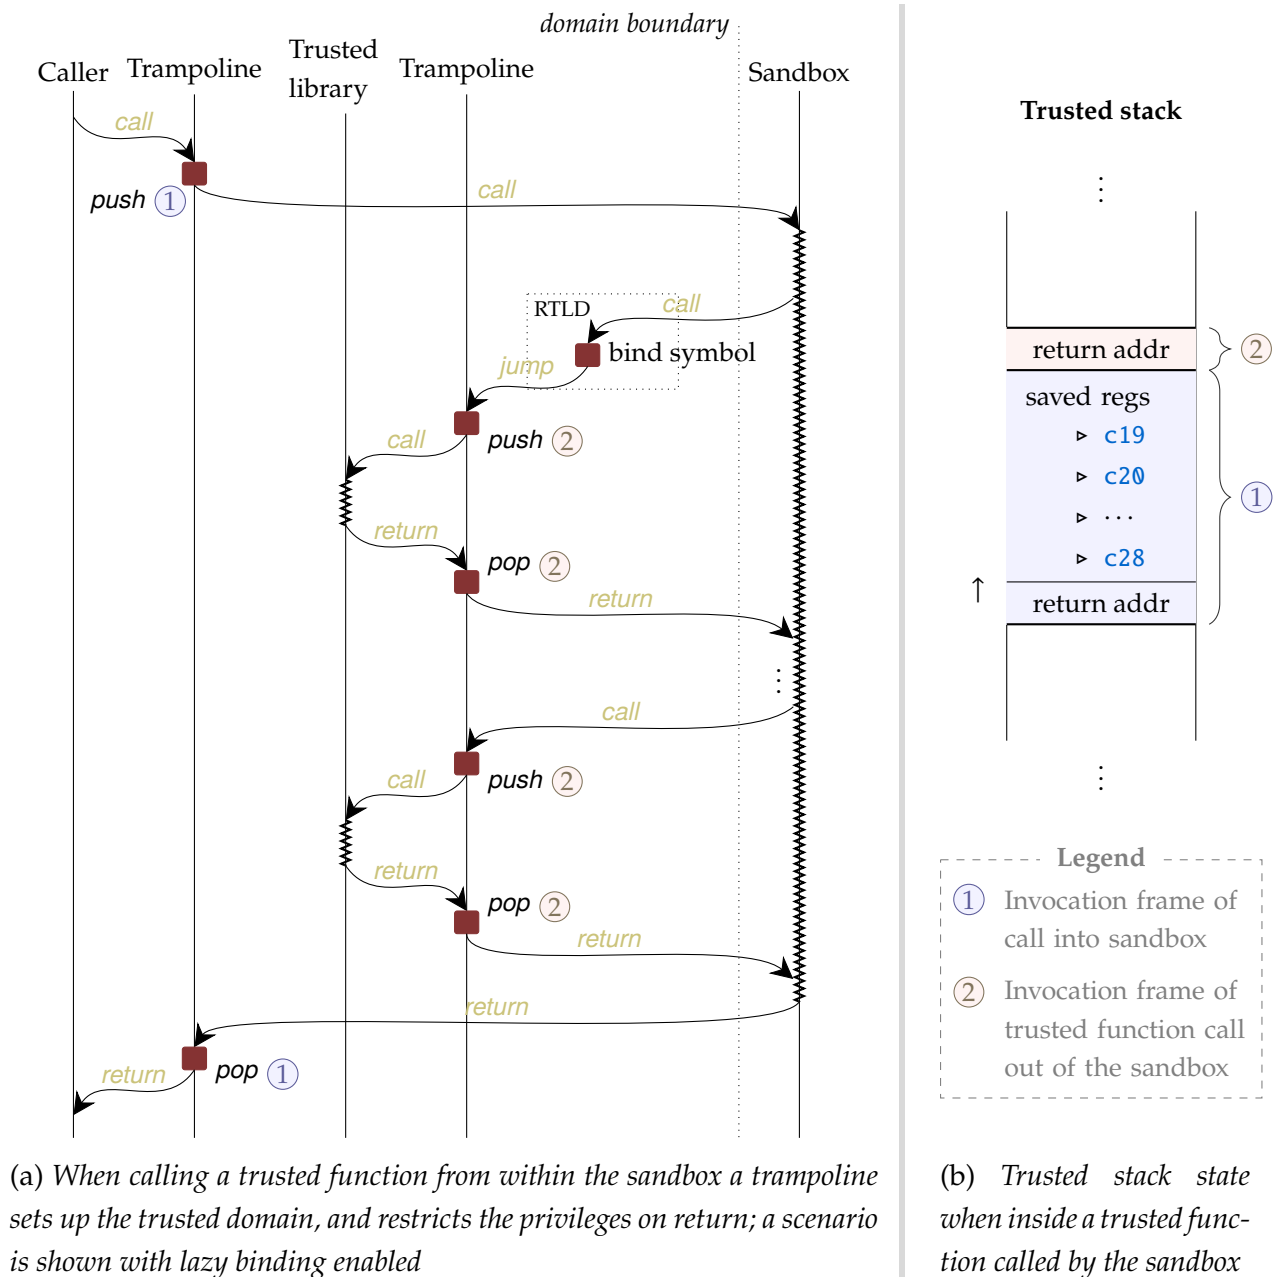 domain boundary
Caller
Trampoline
Trusted
library
Trampoline
Sandbox
call
push 1
call
RTLD
call
bind symbol
jump
push 2
call
return
pop 2
return
⋮
call
push 2
call
return
pop 2
return
return
pop 1
return
(a) When calling a trusted function from within the sandbox a trampoline
sets up the trusted domain, and restricts the privileges on return; a scenario
is shown with lazy binding enabled
Trusted stack
⋮
return addr
2
saved regs
▹ c19
▹ c20
▹ ···
▹ c28
1
↑
return addr
⋮
Legend
1 Invocation frame of
call into sandbox
2 Invocation frame of
trusted function call
out of the sandbox
(b) Trusted stack state
when inside a trusted func-
tion called by the sandbox